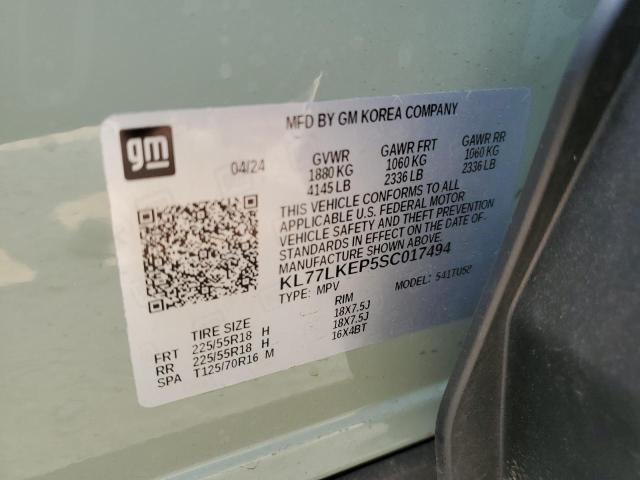 MFD BY GM KOREA COMPANY
gm
04/24
GVWR GAWR FRT GAWR RR
1880 KG 1060 KG 1060 KG
4145 LB 2336 LB 2336 LB
THIS VEHICLE CONFORMS TO ALL
APPLICABLE U.S. FEDERAL MOTOR
VEHICLE SAFETY AND THEFT PREVENTION
STANDARDS IN EFFECT ON THE DATE OF
MANUFACTURE SHOWN ABOVE.
KL77LKEP5SC017494
TYPE: MPV MODEL: 541TU52
TIRE SIZE RIM
FRT 225/55R18 H 18X7.5J
RR 225/55R18 H 18X7.5J
SPA T125/70R16 M 16X4BT